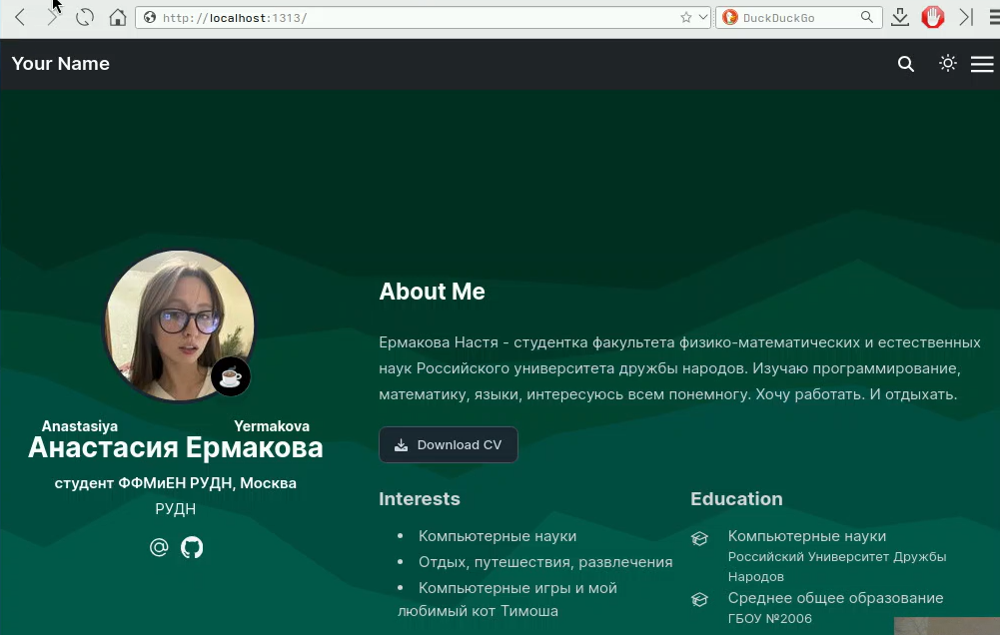 http://localhost:1313/
DuckDuckGo
Your Name
Anastasiya Yermakova
Анастасия Ермакова
студент ФФМиЕН РУДН, Москва
РУДН
About Me
Ермакова Настя - студентка факультета физико-математических и естественных
наук Российского университета дружбы народов. Изучаю программирование,
математику, языки, интересуюсь всем понемногу. Хочу работать. И отдыхать.
Download CV
Interests
Компьютерные науки
Отдых, путешествия, развлечения
Компьютерные игры и мой
любимый кот Тимоша
Education
Компьютерные науки
Российский Университет Дружбы
Народов
Среднее общее образование
ГБОУ №2006